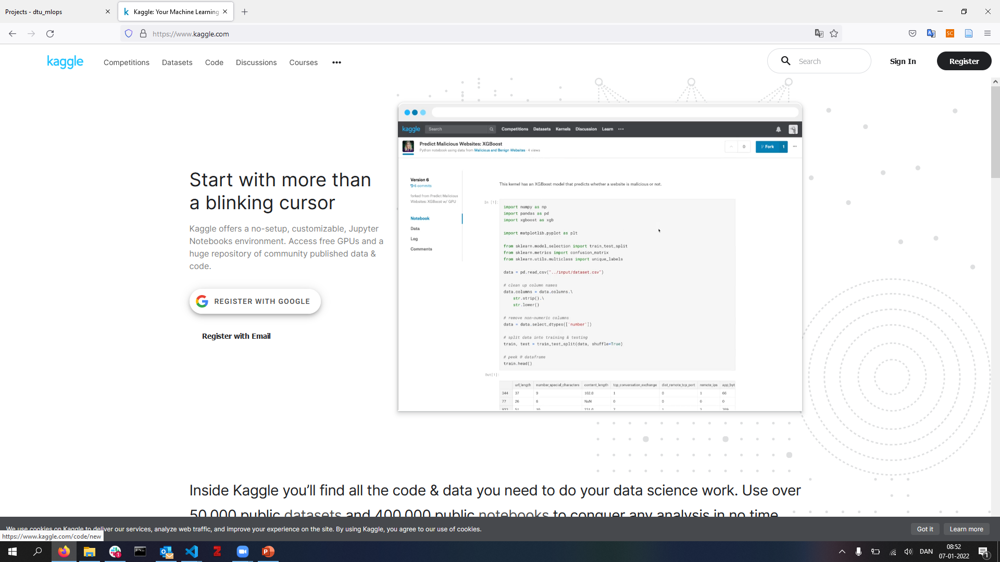 Projects - dtu_mlops
Kaggle: Your Machine Learning
https://www.kaggle.com
SC
kaggle
Competitions
Datasets
Code
Discussions
Courses
•••
Search
Sign In
Register
kaggle
Search
Competitions
Datasets
Kernels
Discussion
Learn
•••
Predict Malicious Websites: XGBoost
Python notebook using data from Malicious and Benign Websites · 4 views
0
Fork
1
Start with more than
a blinking cursor
Kaggle offers a no-setup, customizable, Jupyter
Notebooks environment. Access free GPUs and a
huge repository of community published data &
code.
REGISTER WITH GOOGLE
Register with Email
Version 6
6 commits
forked from Predict Malicious
Websites: XGBoost w/ GPU
Notebook
Data
Log
Comments
This kernel has an XGBoost model that predicts whether a website is malicious or not.
In [1]:
import numpy as np
import pandas as pd
import xgboost as xgb
import matplotlib.pyplot as plt
from sklearn.model_selection import train_test_split
from sklearn.metrics import confusion_matrix
from sklearn.utils.multiclass import unique_labels
data = pd.read_csv("../input/dataset.csv")
# clean up column names
data.columns = data.columns.\
str.strip().\
str.lower()
# remove non-numeric columns
data = data.select_dtypes(['number'])
# split data into training & testing
train, test = train_test_split(data, shuffle=True)
# peek @ dataframe
train.head()
Out[1]:
url_length number_special_characters content_length tcp_conversation_exchange dist_remote_tcp_port remote_ips app_byt
344 37 9 162.0 1 0 1 66
77 26 6 NaN 0 0 0 0
933 51 10 231.0 7 1 2 769
Inside Kaggle you’ll find all the code & data you need to do your data science work. Use over
50,000 public datasets and 400,000 public notebooks to conquer any analysis in no time.
We use cookies on Kaggle to deliver our services, analyze web traffic, and improve your experience on the site. By using Kaggle, you agree to our use of cookies.
Got it
Learn more
https://www.kaggle.com/code/new
1
DAN
08:52
07-01-2022
1